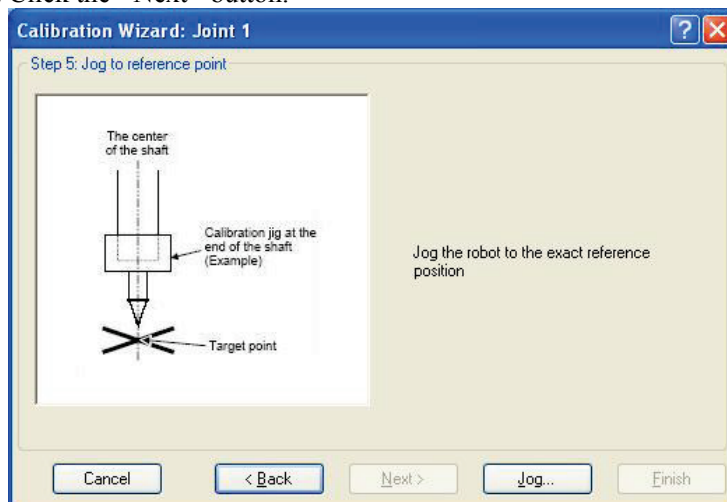 Click the "Next" button.
Calibration Wizard: Joint 1
Step 5: Jog to reference point
The center
of the shaft
Calibration jig at the
end of the shaft
(Example)
Target point
Jog the robot to the exact reference
position
Cancel
< Back
Next >
Jog...
Finish